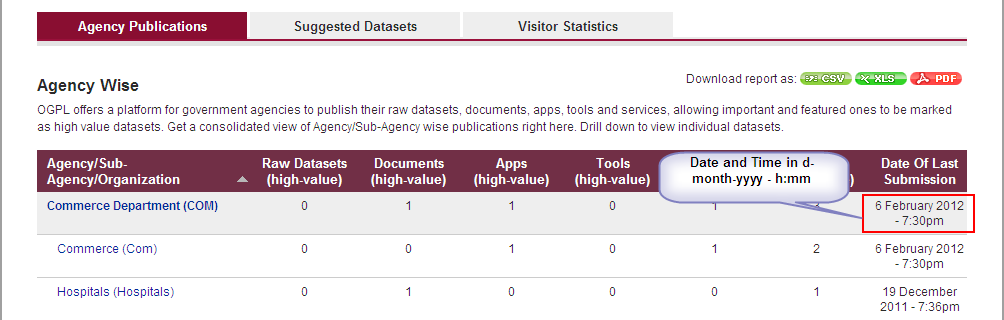 Agency Publications Suggested Datasets Visitor Statistics
Agency Wise
Download report as: CSV XLS PDF
OGPL offers a platform for government agencies to publish their raw datasets, documents, apps, tools and services, allowing important and featured ones to be marked
as high value datasets. Get a consolidated view of Agency/Sub-Agency wise publications right here. Drill down to view individual datasets.
Agency/Sub-
Agency/Organization
Raw Datasets
(high-value)
Documents
(high-value)
Apps
(high-value)
Tools
(high-value)
Date and Time in d-
month-yyyy - h:mm
Date Of Last
Submission
Commerce Department (COM) 0 1 1 0 1 6 February 2012
- 7:30pm
Commerce (Com) 0 0 1 0 1 2 6 February 2012
- 7:30pm
Hospitals (Hospitals) 0 1 0 0 0 1 19 December
2011 - 7:36pm